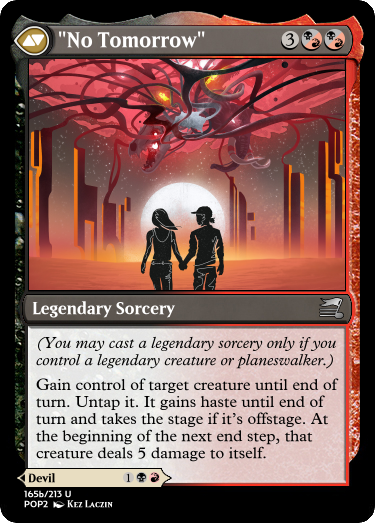 "No Tomorrow" 3
Legendary Sorcery
(You may cast a legendary sorcery only if you
control a legendary creature or planeswalker.)
Gain control of target creature until end of
turn. Untap it. It gains haste until end of
turn and takes the stage if it's offstage. At
the beginning of the next end step, that
creature deals 5 damage to itself.
Devil 1
165b/213 U
POP2 Kez Laczin